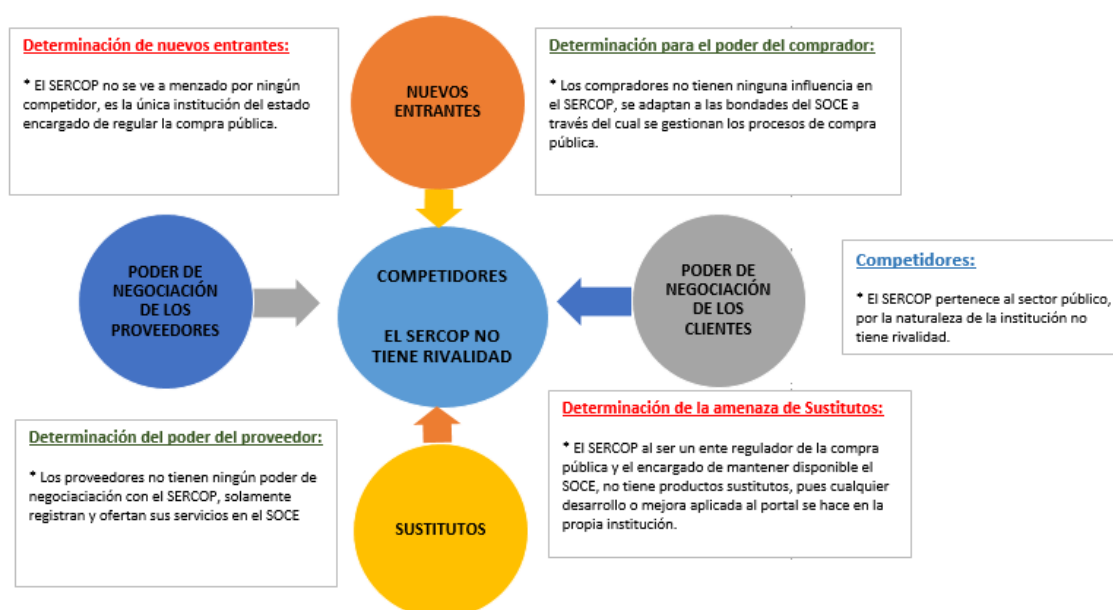 Determinación de nuevos entrantes:
* El SERCOP no se ve a menzado por ningún
competidor, es la única institución del estado
encargado de regular la compra pública.
NUEVOS
ENTRANTES
Determinación para el poder del comprador:
* Los compradores no tienen ninguna influencia en
el SERCOP, se adaptan a las bondades del SOCE a
través del cual se gestionan los procesos de compra
pública.
PODER DE
NEGOCIACIÓN
DE LOS
PROVEEDORES
COMPETIDORES
EL SERCOP NO
TIENE RIVALIDAD
PODER DE
NEGOCIACIÓN
DE LOS
CLIENTES
Competidores:
* El SERCOP pertenece al sector público,
por la naturaleza de la institución no
tiene rivalidad.
Determinación del poder del proveedor:
* Los proveedores no tienen ningún poder de
negociaciación con el SERCOP, solamente
registran y ofertan sus servicios en el SOCE
SUSTITUTOS
Determinación de la amenaza de Sustitutos:
* El SERCOP al ser un ente regulador de la compra
pública y el encargado de mantener disponible el
SOCE, no tiene productos sustitutos, pues cualquier
desarrollo o mejora aplicada al portal se hace en la
propia institución.